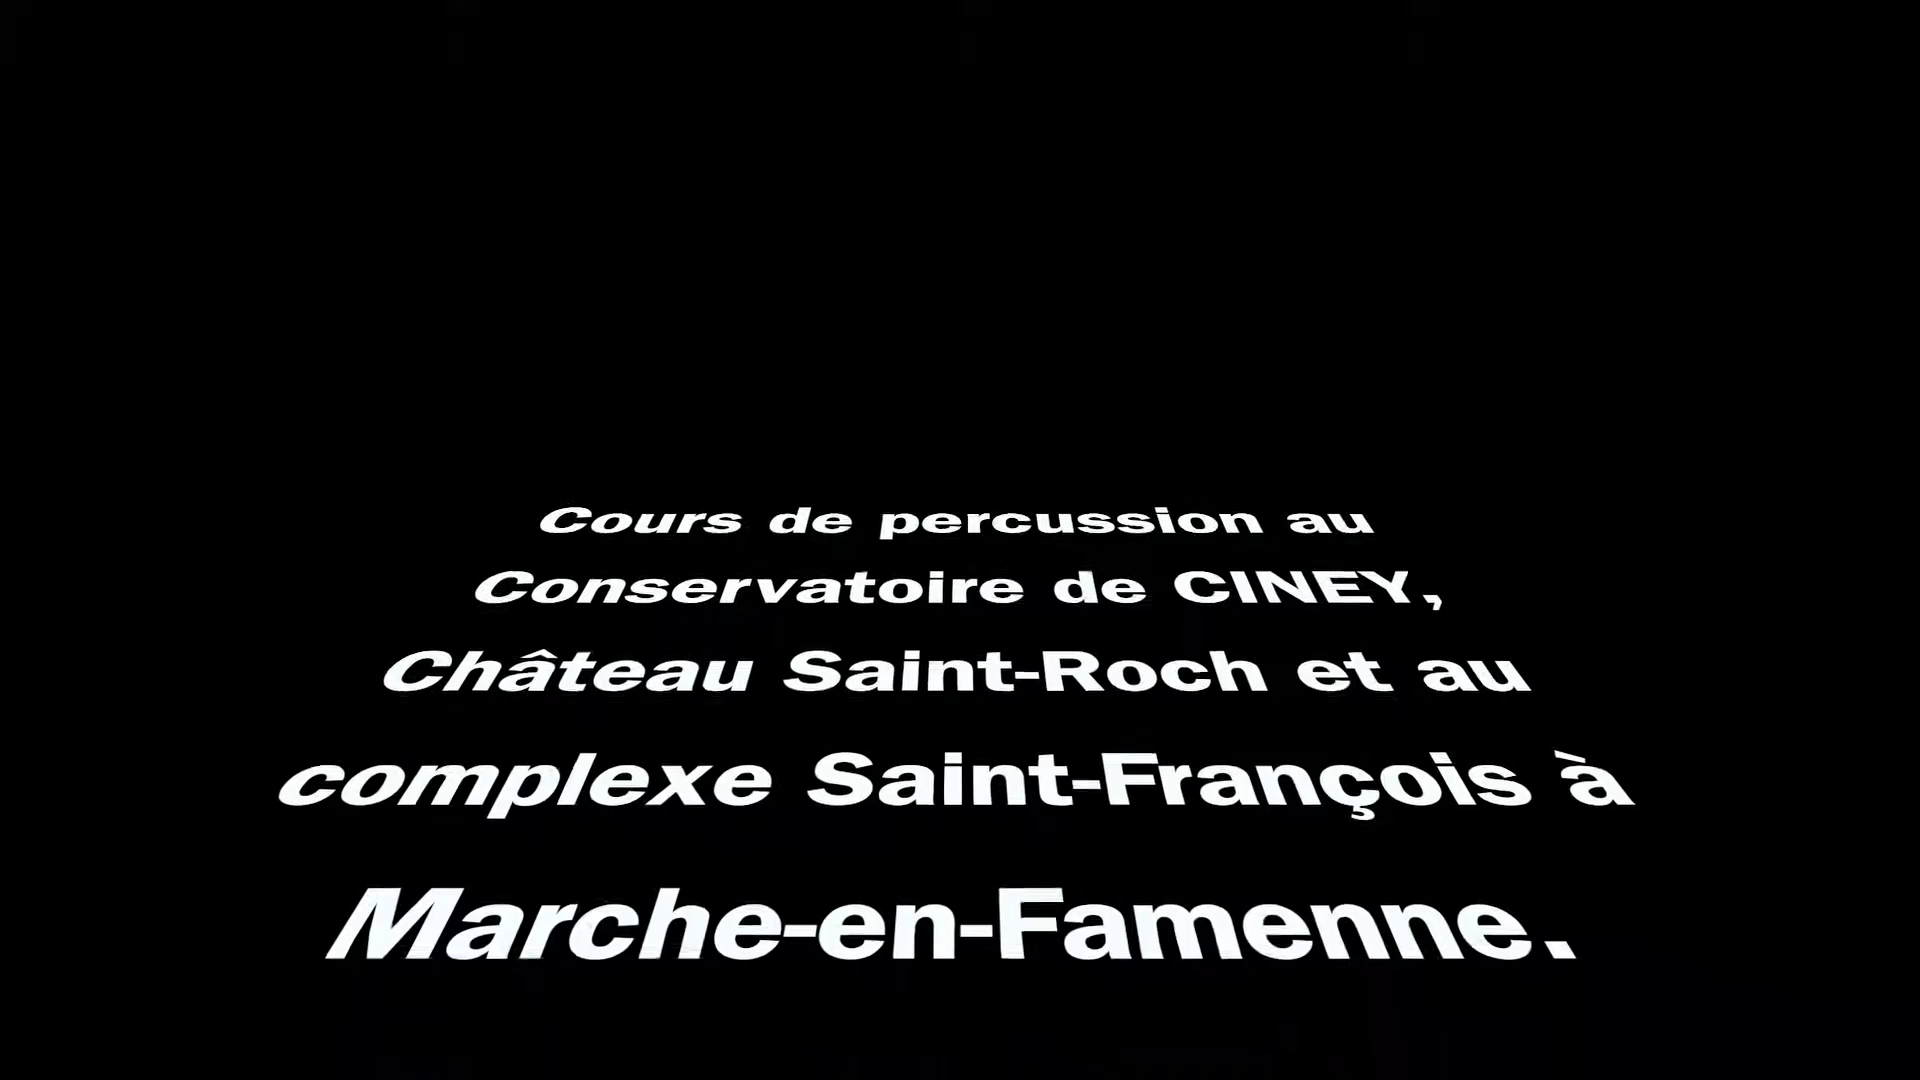 Cours de percussion au
Conservatoire de CINEY,
Château Saint-Roch et au
complexe Saint-François à
Marche-en-Famenne.